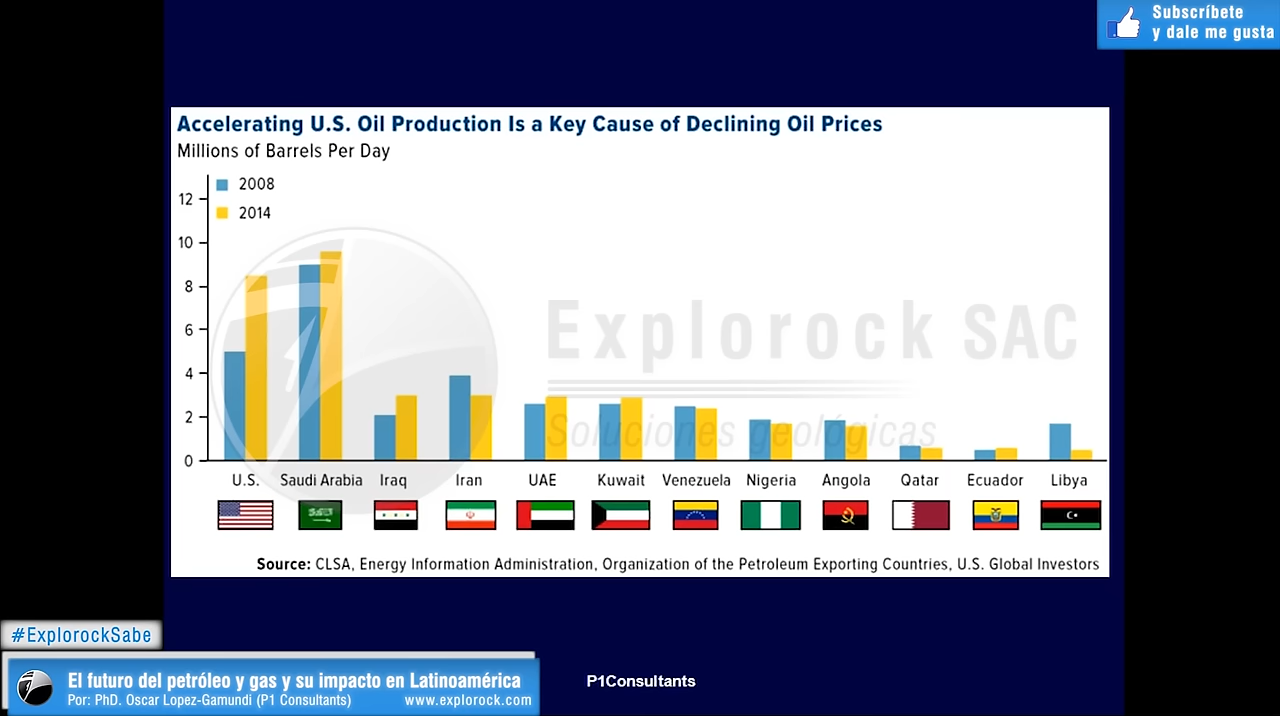 Subscríbete
y dale me gusta
Accelerating U.S. Oil Production Is a Key Cause of Declining Oil Prices
Millions of Barrels Per Day
2008
2014
12
10
8
6
4
2
0
Explorock SAC
Soluciones geológicas
U.S. Saudi Arabia Iraq Iran UAE Kuwait Venezuela Nigeria Angola Qatar Ecuador Libya
Source: CLSA, Energy Information Administration, Organization of the Petroleum Exporting Countries, U.S. Global Investors
#ExplorockSabe
El futuro del petróleo y gas y su impacto en Latinoamérica
Por: PhD. Oscar Lopez-Gamundi (P1 Consultants) www.explorock.com
P1Consultants